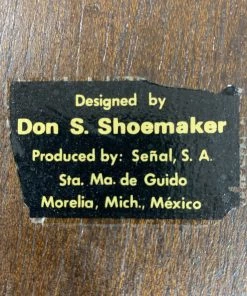 Designed by
Don S. Shoemaker
Produced by: Señal, S. A.
Sta. Ma. de Guido
Morelia, Mich., México